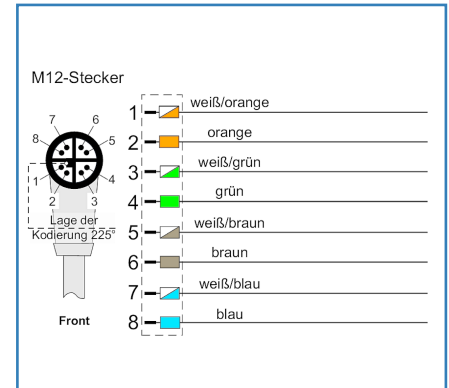 M12-Stecker
7 6
8 5
1 4
2 3
Lage der
Kodierung 225°
Front
1 weiß/orange
2 orange
3 weiß/grün
4 grün
5 weiß/braun
6 braun
7 weiß/blau
8 blau